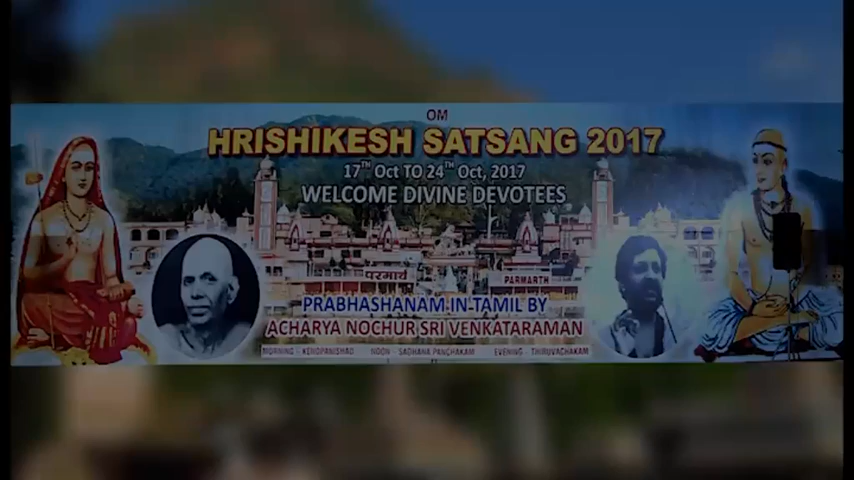 OM
HRISHIKESH SATSANG 2017
17TH Oct TO 24TH Oct, 2017
WELCOME DIVINE DEVOTEES
परमार्थ
PARMARTH
PRABHASHANAM IN TAMIL BY
ACHARYA NOCHUR SRI VENKATARAMAN
MORNING - KENOPANISHAD NOON - SADHANA PANCHAKAM EVENING - THIRUVACHAKAM